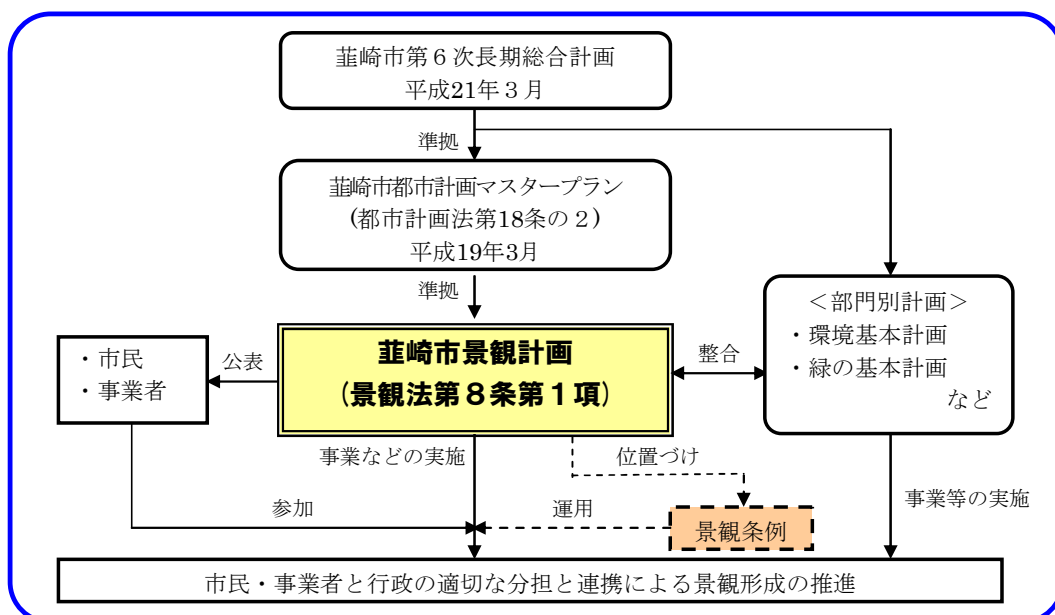 韮崎市第６次長期総合計画
平成21年３月
準拠
韮崎市都市計画マスタープラン
(都市計画法第18条の２)
平成19年3月
準拠
＜部門別計画＞
・環境基本計画
・緑の基本計画
など
・市民
・事業者
公表
韮崎市景観計画
(景観法第８条第１項)
整合
事業などの実施
位置づけ
参加
運用
景観条例
事業等の実施
市民・事業者と行政の適切な分担と連携による景観形成の推進